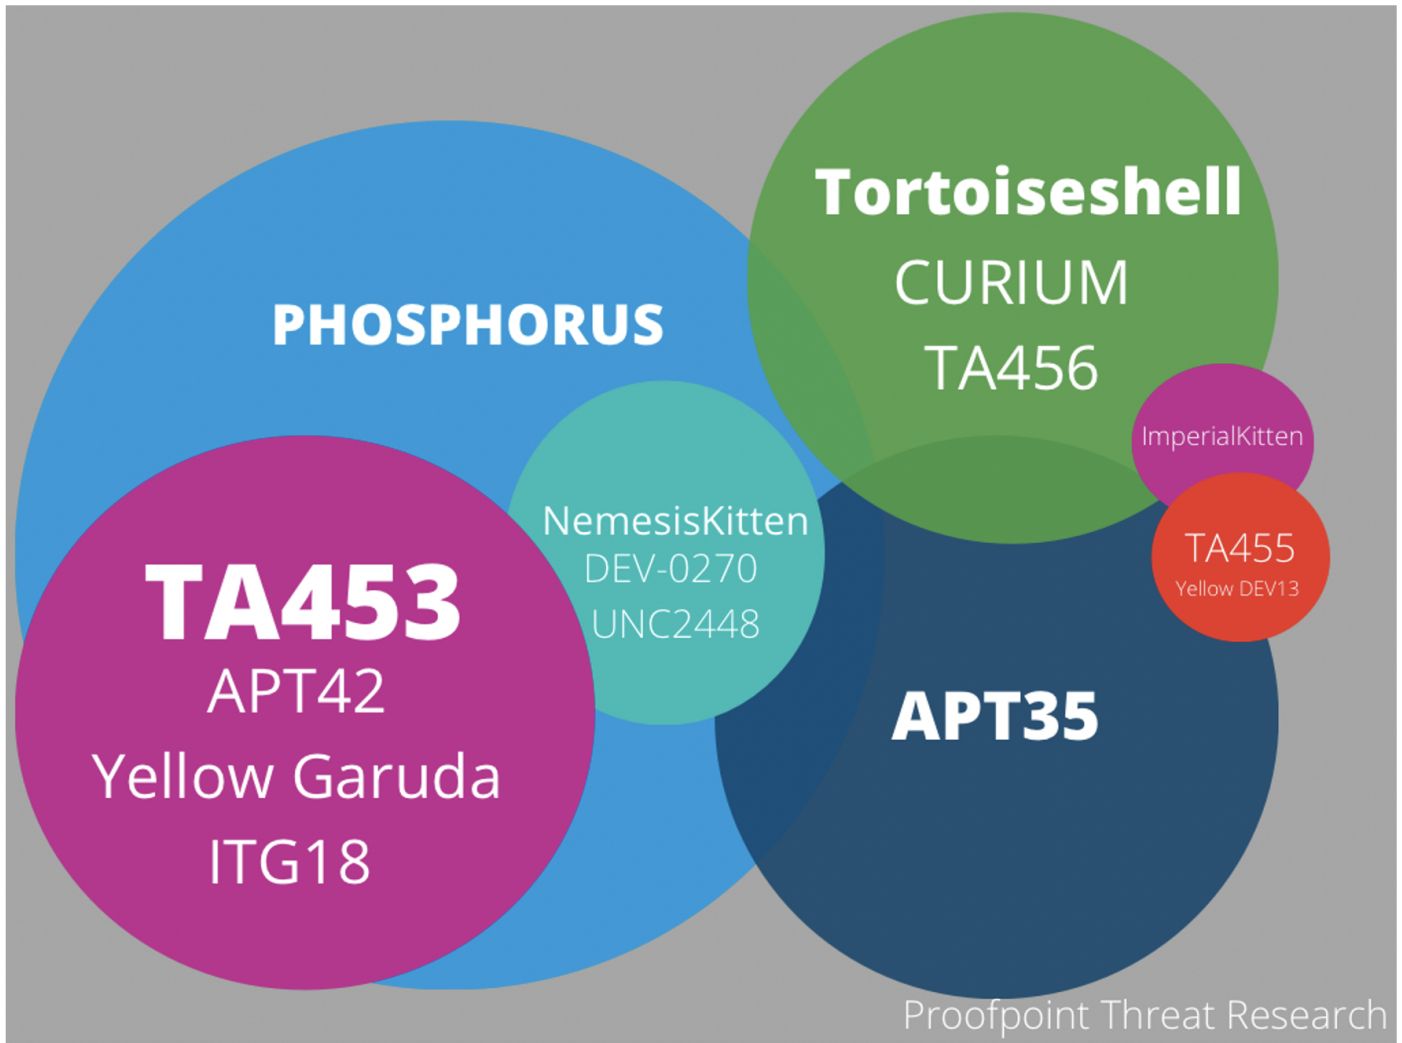 Tortoiseshell
CURIUM
TA456
PHOSPHORUS
ImperialKitten
NemesisKitten
DEV-0270
UNC2448
TA455
Yellow DEV13
TA453
APT42
Yellow Garuda
ITG18
APT35
Proofpoint Threat Research